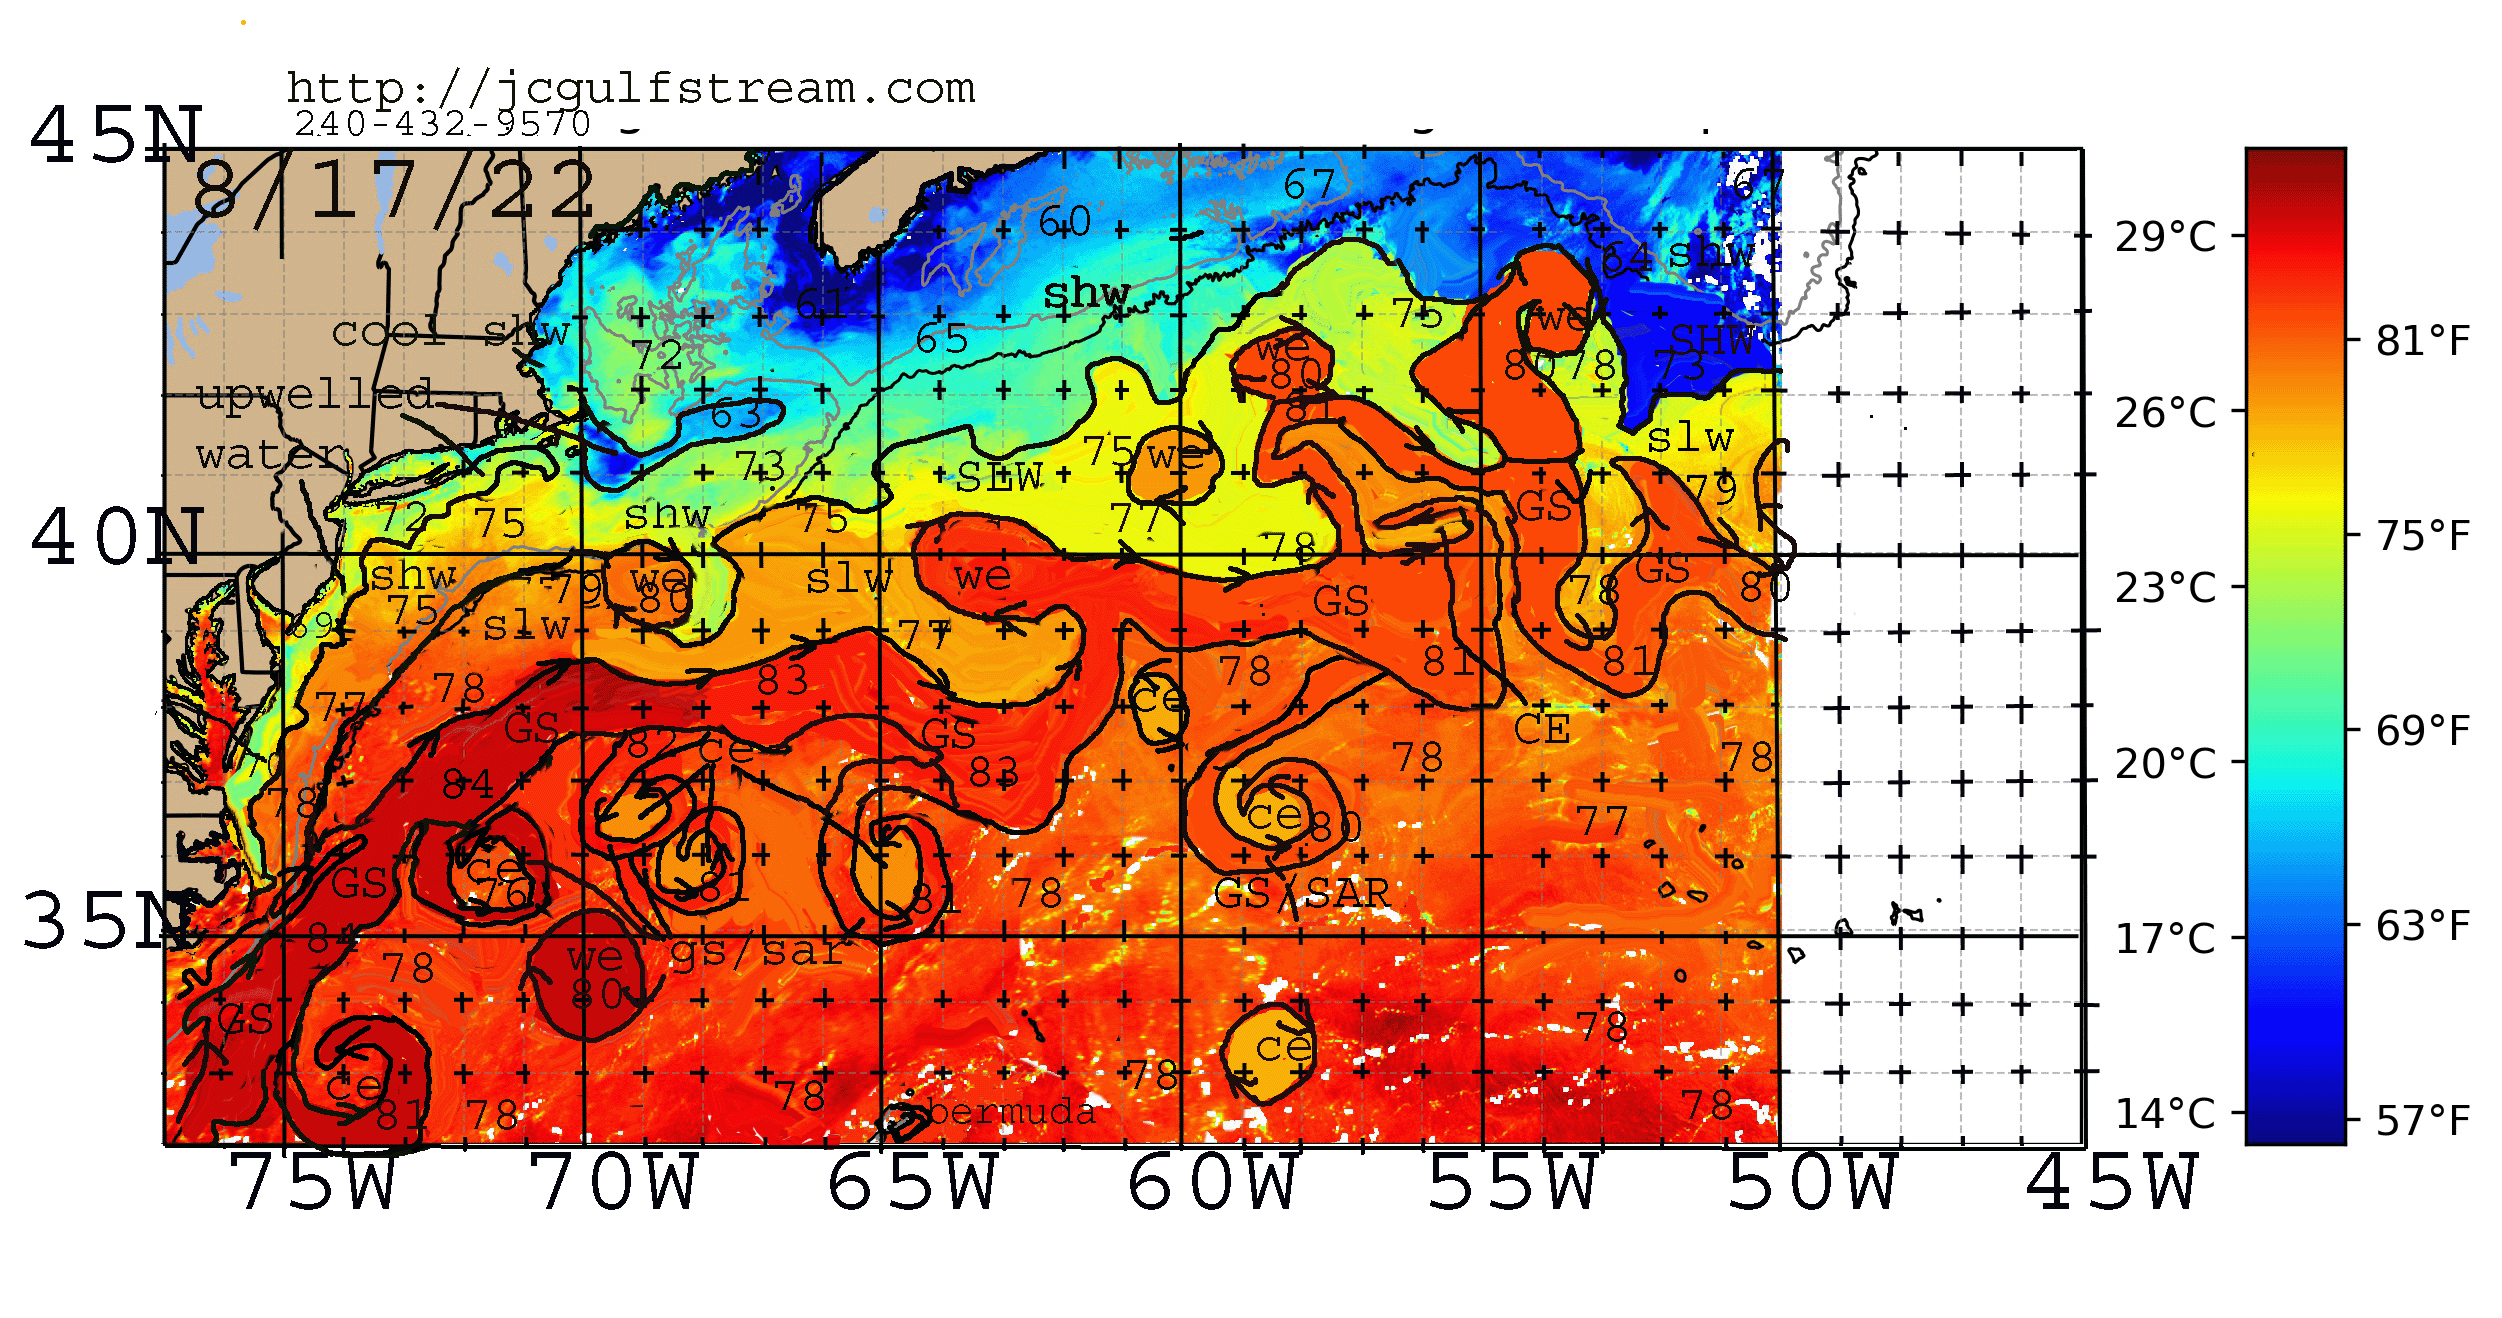 http://jcgulfstream.com
240-432-9570
45N
8/17/22
67
67
60
64 shw
shw
61
75
we
cool slw
65
SHW
72
we
80
80
78
73
upwelled
63
81
slw
water
73
SLW
75
we
79
72
75
shw
75
77
GS
40N
78
shw
79
we
80
slw
we
GS
78
80
75
69
slw
77
GS
78
81
81
77
78
83
ce
GS
82
ce
GS
CE
78
78
70
84
83
78
ce
80
77
GS
ce
76
81
81
78
GS/SAR
35N
84
78
we
80
gs/sar
GS
78
ce
78
ce
81
78
78
bermuda
78
75W
70W
65W
60W
55W
50W
45W
29°C
26°C
23°C
20°C
17°C
14°C
81°F
75°F
69°F
63°F
57°F